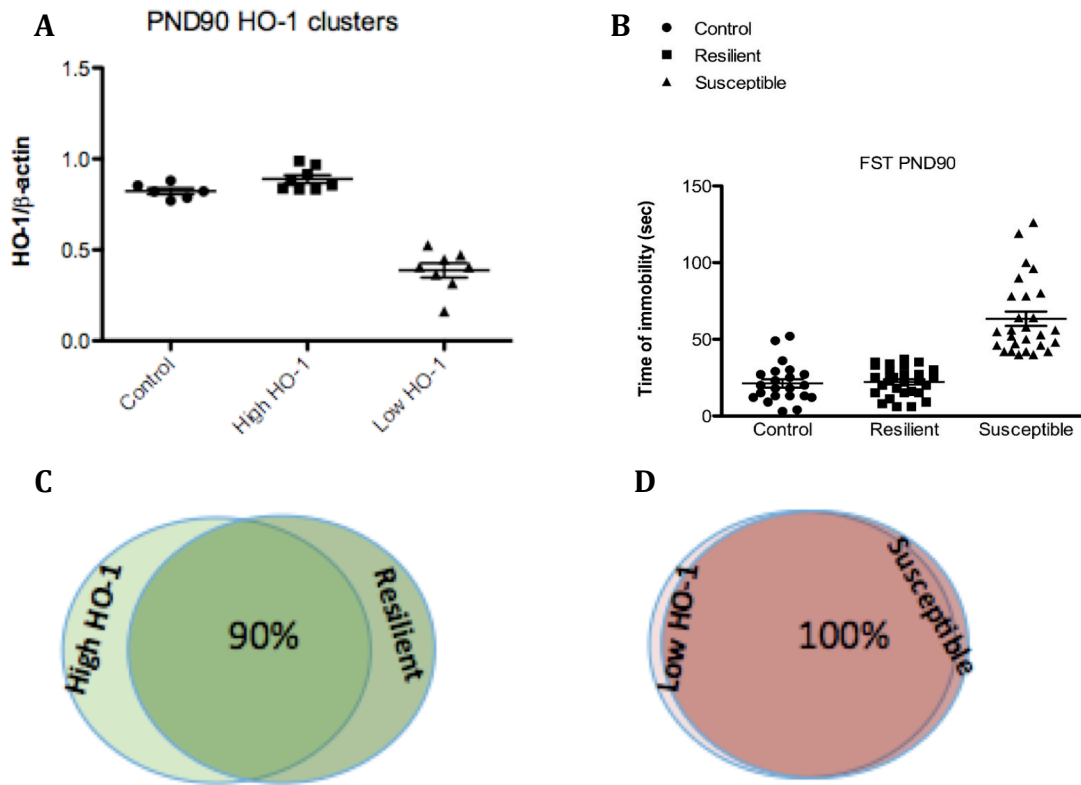 A
PND90 HO-1 clusters
1.5
1.0
0.5
0.0
HO-1/β-actin
Control
High HO-1
Low HO-1
B
Control
Resilient
Susceptible
FST PND90
150
100
50
0
Time of immobility (sec)
Control
Resilient
Susceptible
C
High HO-1
90%
Resilient
D
Low HO-1
100%
Susceptible